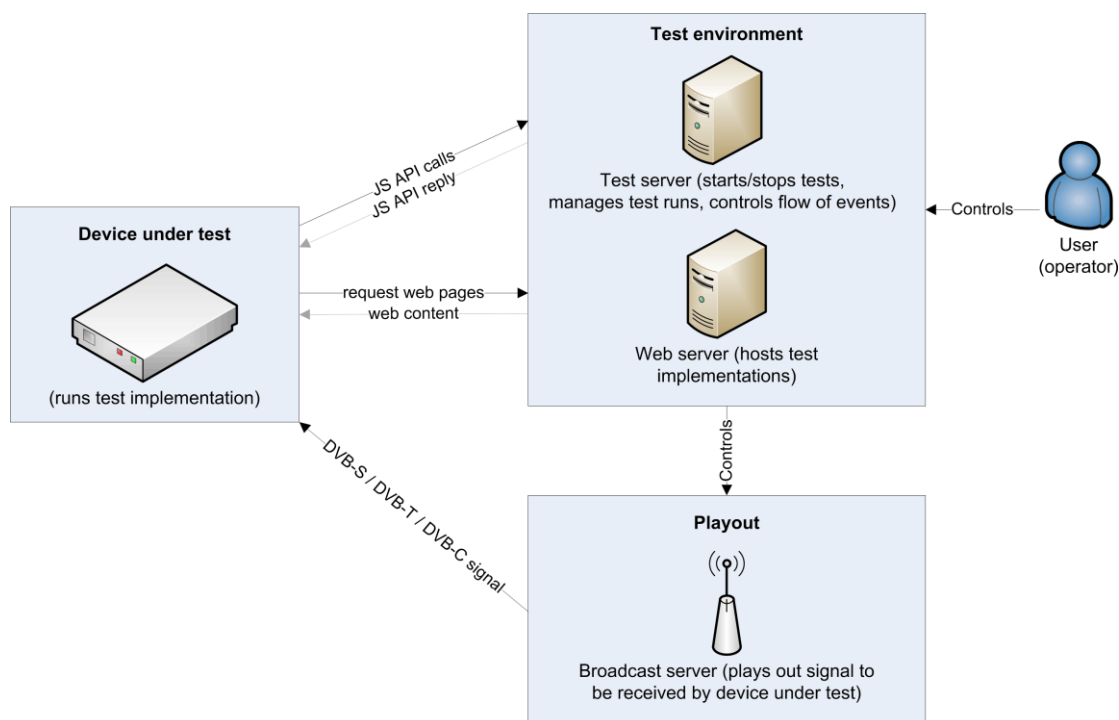 Test environment
Test server (starts/stops tests,
manages test runs, controls flow of events)
JS API calls
JS API reply
Controls
User
(operator)
Device under test
(runs test implementation)
request web pages
web content
Web server (hosts test
implementations)
Controls
DVB-S / DVB-T / DVB-C signal
Playout
Broadcast server (plays out signal to
be received by device under test)